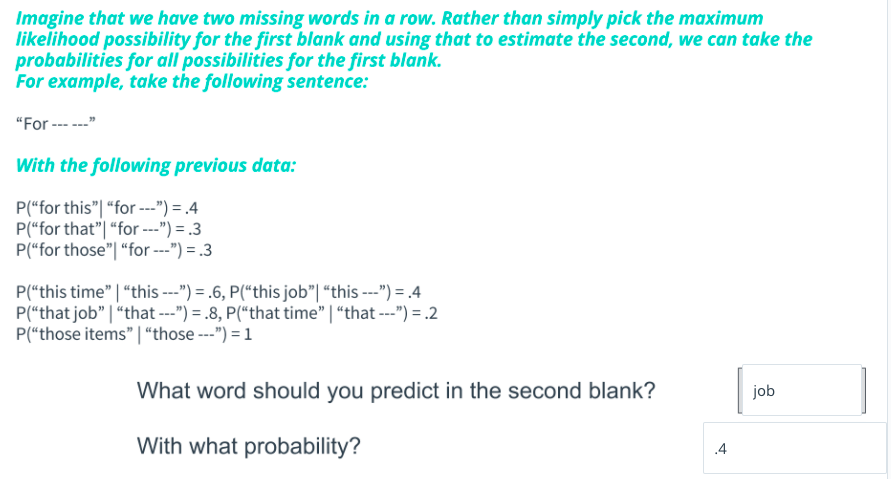 Imagine that we have two missing words in a row. Rather than simply pick the maximum
likelihood possibility for the first blank and using that to estimate the second, we can take the
probabilities for all possibilities for the first blank.
For example, take the following sentence:
“For --- ---”
With the following previous data:
P(“for this”| “for ---”) = .4
P(“for that”| “for ---”) = .3
P(“for those”| “for ---”) = .3
P(“this time” | “this ---”) = .6, P(“this job”| “this ---”) = .4
P(“that job” | “that ---”) = .8, P(“that time” | “that ---”) = .2
P(“those items” | “those ---”) = 1
What word should you predict in the second blank? job
With what probability? .4